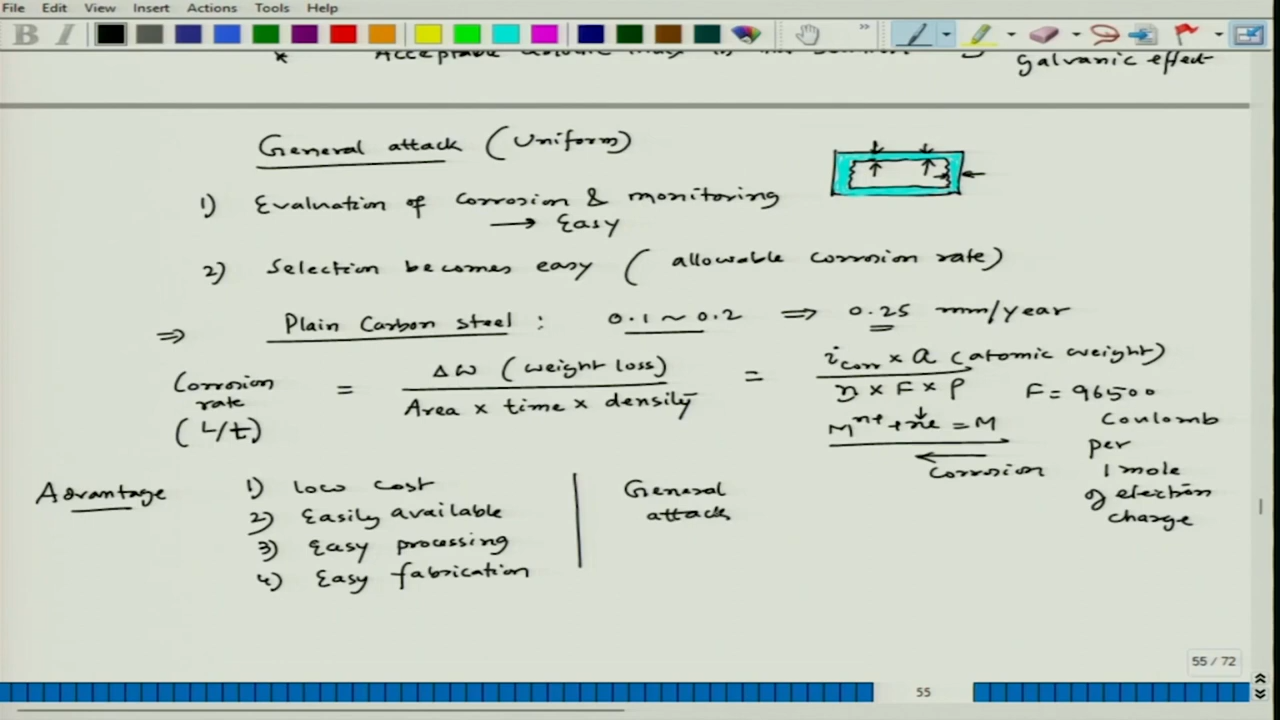 File Edit View Insert Actions Tools Help
B I
* Acceptable
galvanic effect
General attack (Uniform)
1) Evaluation of corrosion & monitoring
→ Easy
2) Selection becomes easy (allowable corrosion rate)
⇒ Plain Carbon steel : 0.1 ~ 0.2 ⇒ 0.25 mm/year
Corrosion rate (L/t) = Δw (weight loss) / Area × time × density = i corr × a (atomic weight) / n × F × ρ
F = 96500 Coulomb per 1 mole of electron charge
M^n+ + ne = M
← Corrosion
Advantage
1) Low cost
2) Easily available
3) Easy processing
4) Easy fabrication
General attack
55 / 72
55